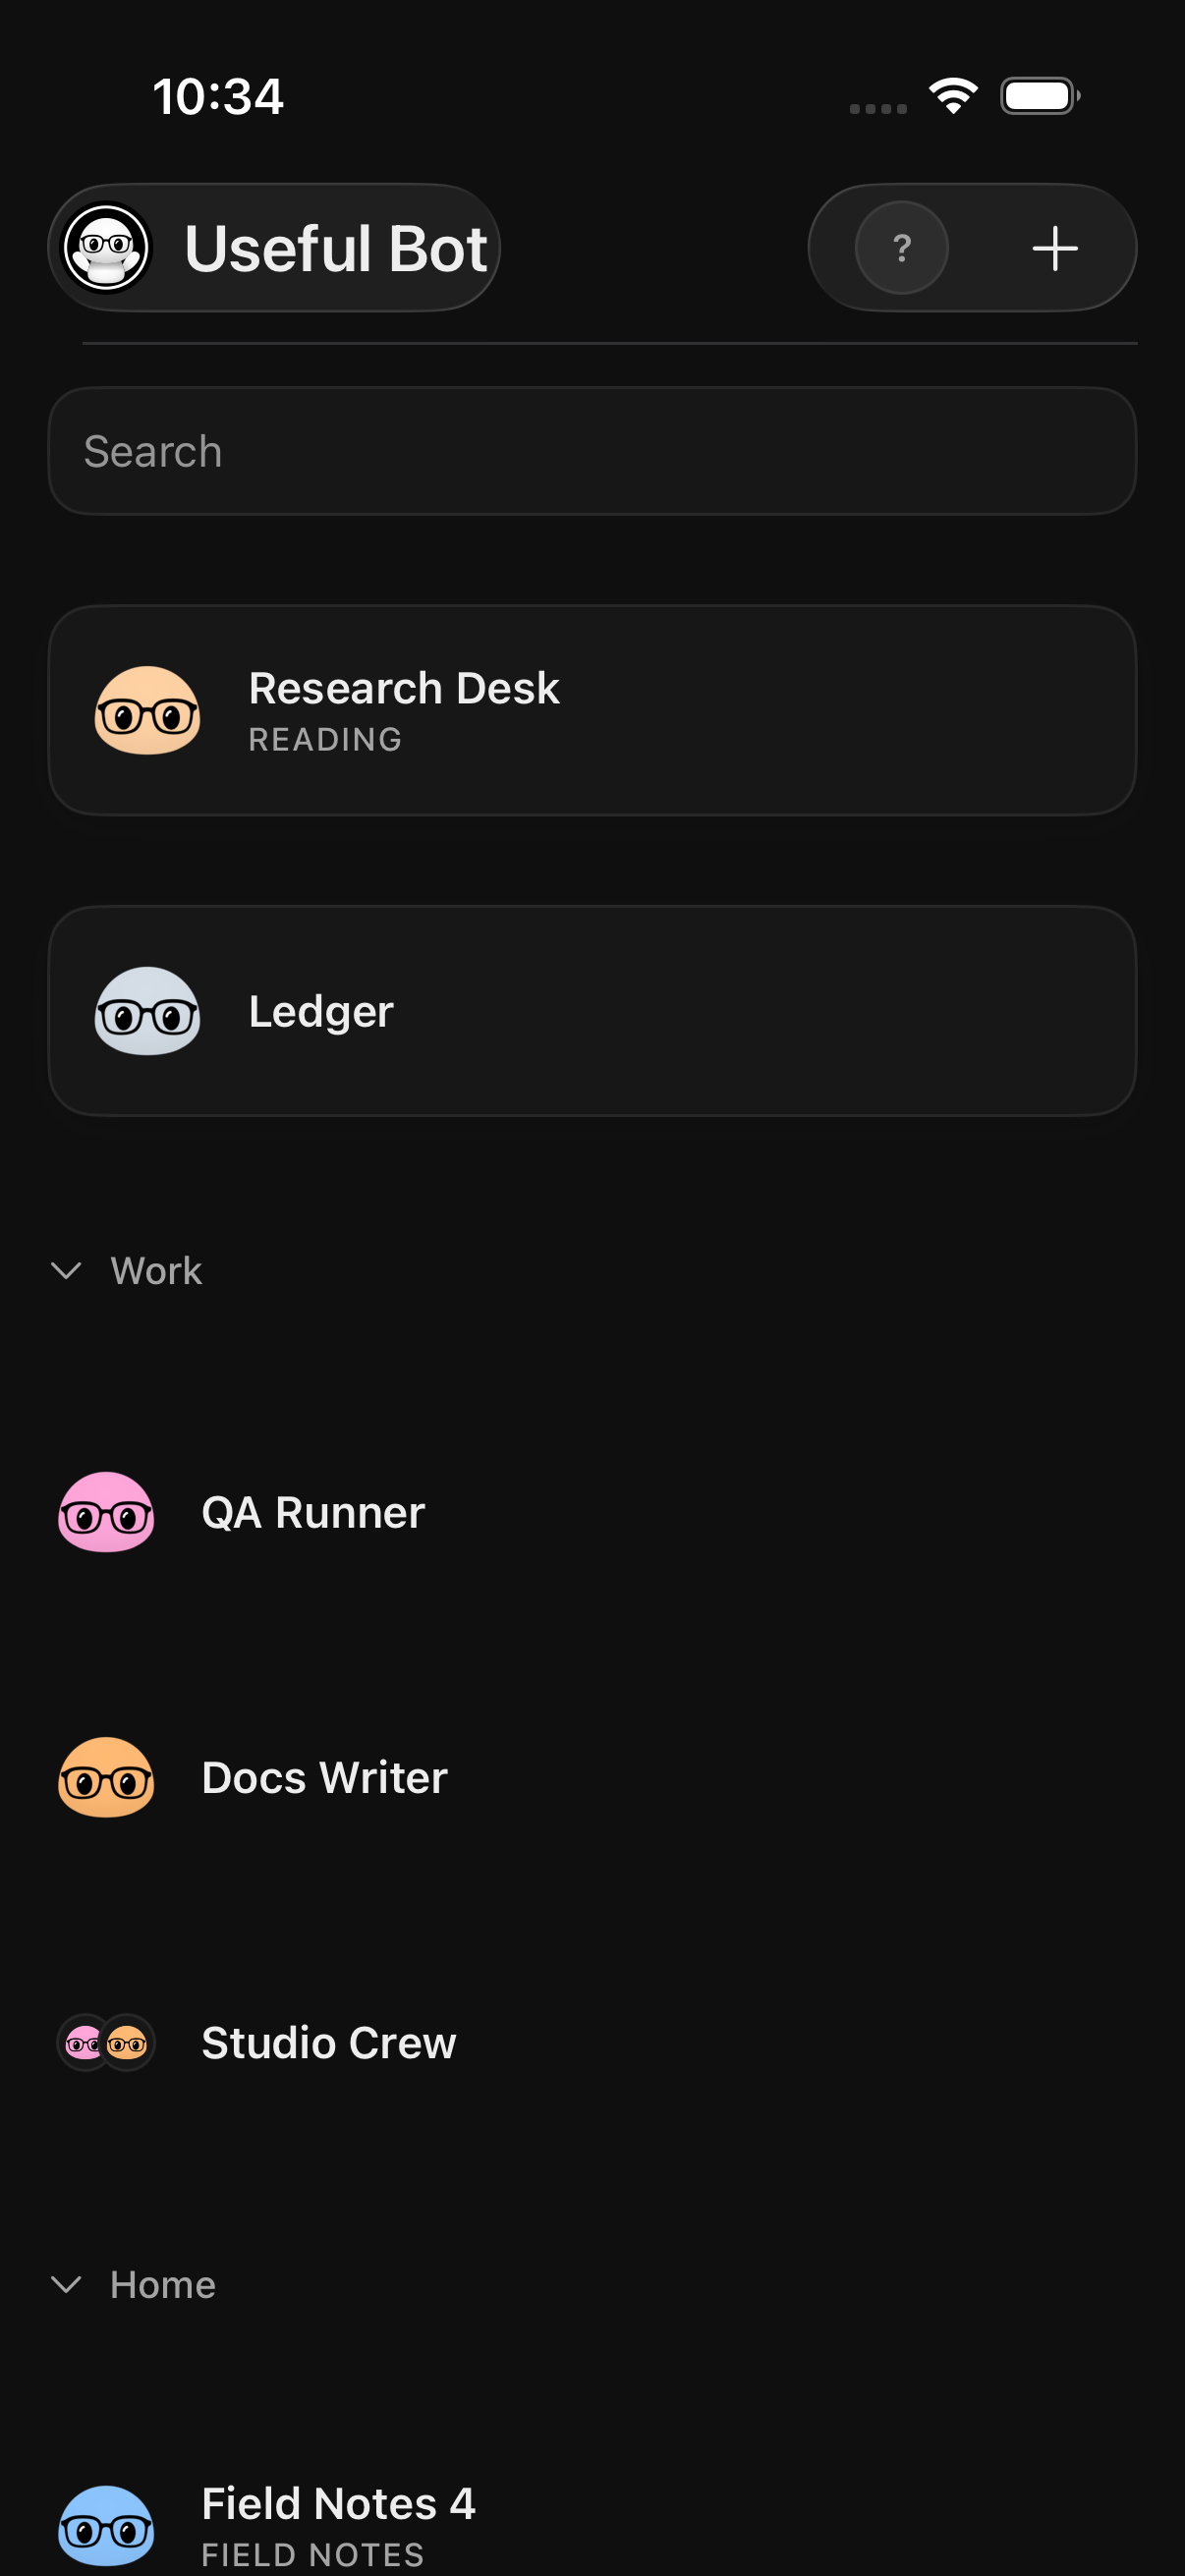 10:34
Useful Bot
?
Search
Research Desk
READING
Ledger
Work
QA Runner
Docs Writer
Studio Crew
Home
Field Notes 4
FIELD NOTES